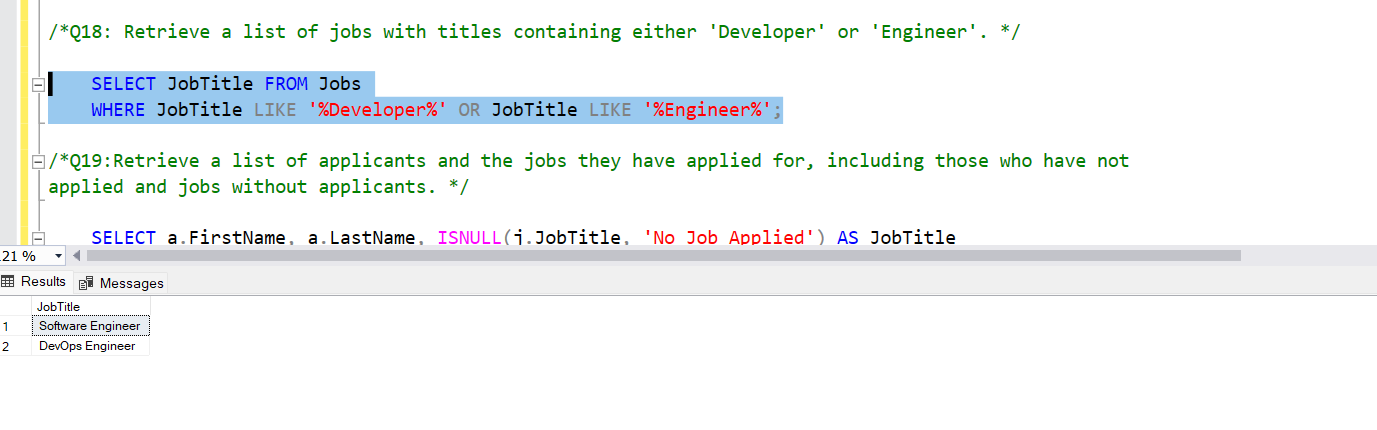 /*Q18: Retrieve a list of jobs with titles containing either 'Developer' or 'Engineer'. */
SELECT JobTitle FROM Jobs
WHERE JobTitle LIKE '%Developer%' OR JobTitle LIKE '%Engineer%';
/*Q19:Retrieve a list of applicants and the jobs they have applied for, including those who have not
applied and jobs without applicants. */
SELECT a.FirstName, a.LastName, ISNULL(j.JobTitle, 'No Job Applied') AS JobTitle
.21 %
Results Messages
JobTitle
1 Software Engineer
2 DevOps Engineer